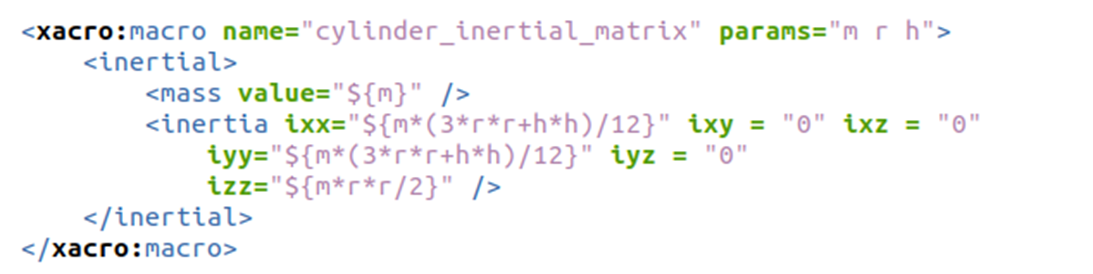 <xacro:macro name="cylinder_inertial_matrix" params="m r h">
    <inertial>
        <mass value="${m}" />
        <inertia ixx="${m*(3*r*r+h*h)/12}" ixy = "0" ixz = "0"
            iyy="${m*(3*r*r+h*h)/12}" iyz = "0"
            izz="${m*r*r/2}" />
    </inertial>
</xacro:macro>